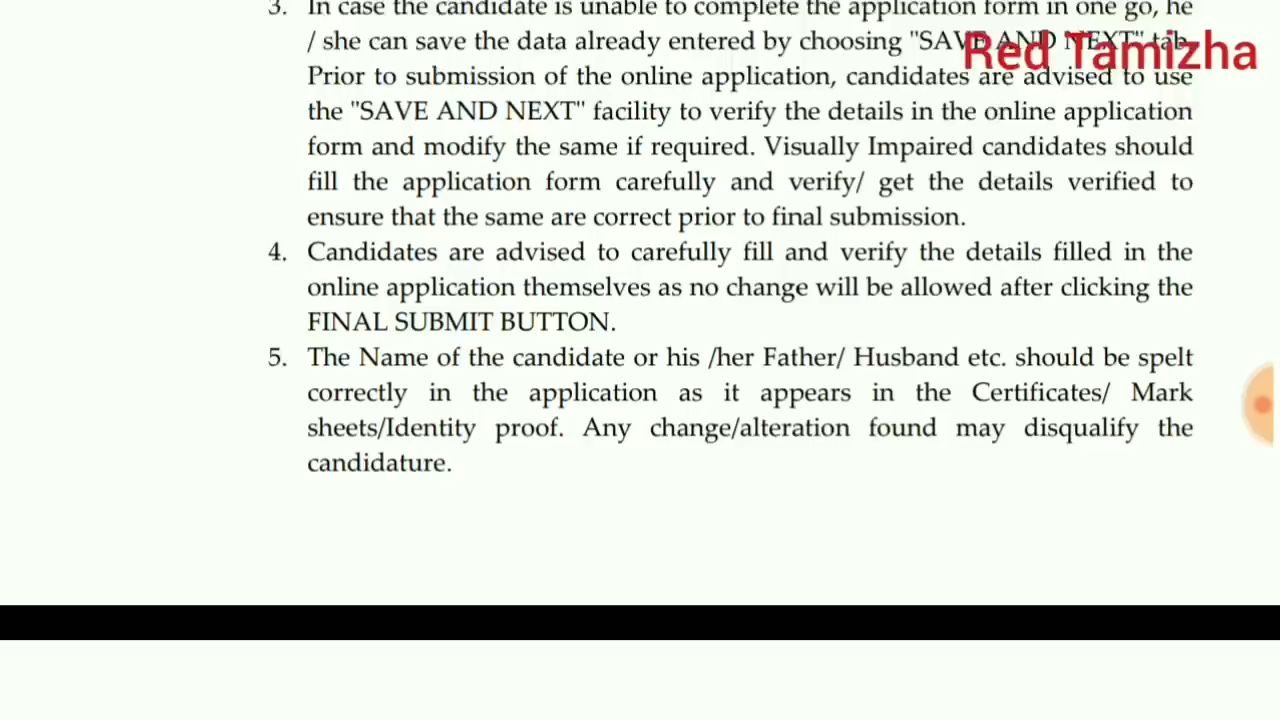 3. In case the candidate is unable to complete the application form in one go, he
/ she can save the data already entered by choosing "SAVE AND NEXT" tab.
Red Tamizha
Prior to submission of the online application, candidates are advised to use
the "SAVE AND NEXT" facility to verify the details in the online application
form and modify the same if required. Visually Impaired candidates should
fill the application form carefully and verify/ get the details verified to
ensure that the same are correct prior to final submission.
4. Candidates are advised to carefully fill and verify the details filled in the
online application themselves as no change will be allowed after clicking the
FINAL SUBMIT BUTTON.
5. The Name of the candidate or his /her Father/ Husband etc. should be spelt
correctly in the application as it appears in the Certificates/ Mark
sheets/Identity proof. Any change/alteration found may disqualify the
candidature.